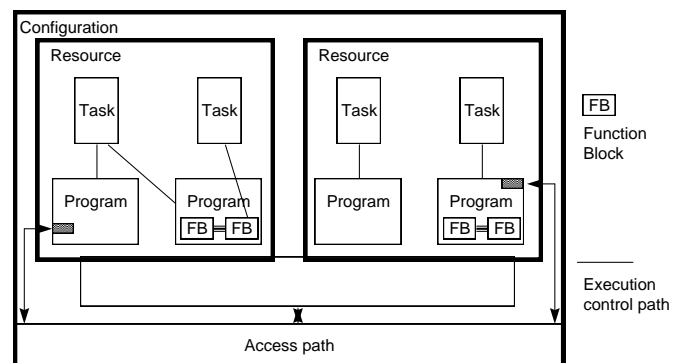 Configuration
Resource
Resource
Task
Task
Task
Task
FB
Function
Block
Program
Program
Program
Program
FB
FB
FB
FB
Execution
control path
Access path